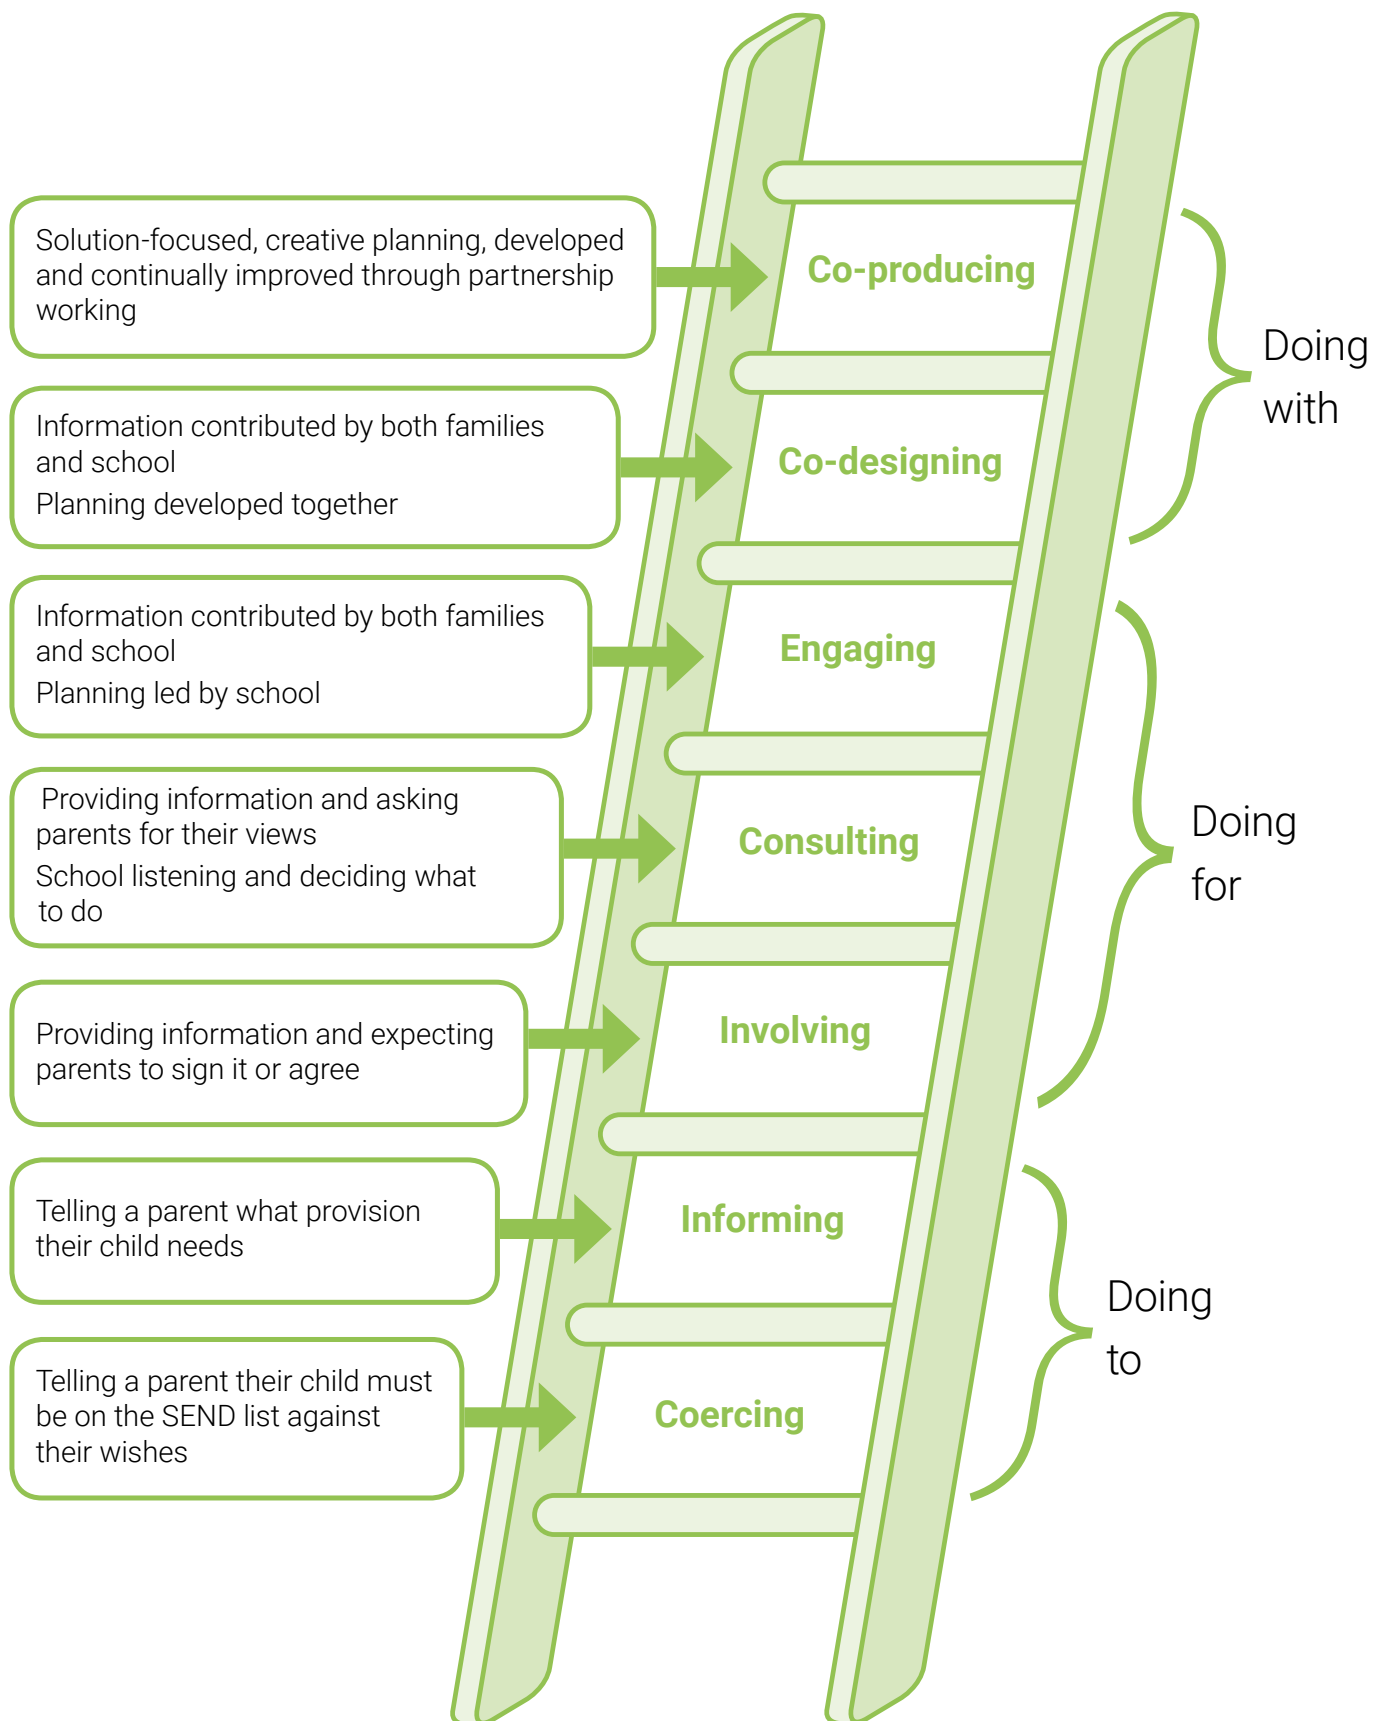 Solution-focused, creative planning, developed
and continually improved through partnership
working
Co-producing
Doing
with
Information contributed by both families
and school
Planning developed together
Co-designing
Information contributed by both families
and school
Planning led by school
Engaging
Providing information and asking
parents for their views
School listening and deciding what
to do
Consulting
Doing
for
Providing information and expecting
parents to sign it or agree
Involving
Telling a parent what provision
their child needs
Informing
Doing
to
Telling a parent their child must
be on the SEND list against
their wishes
Coercing